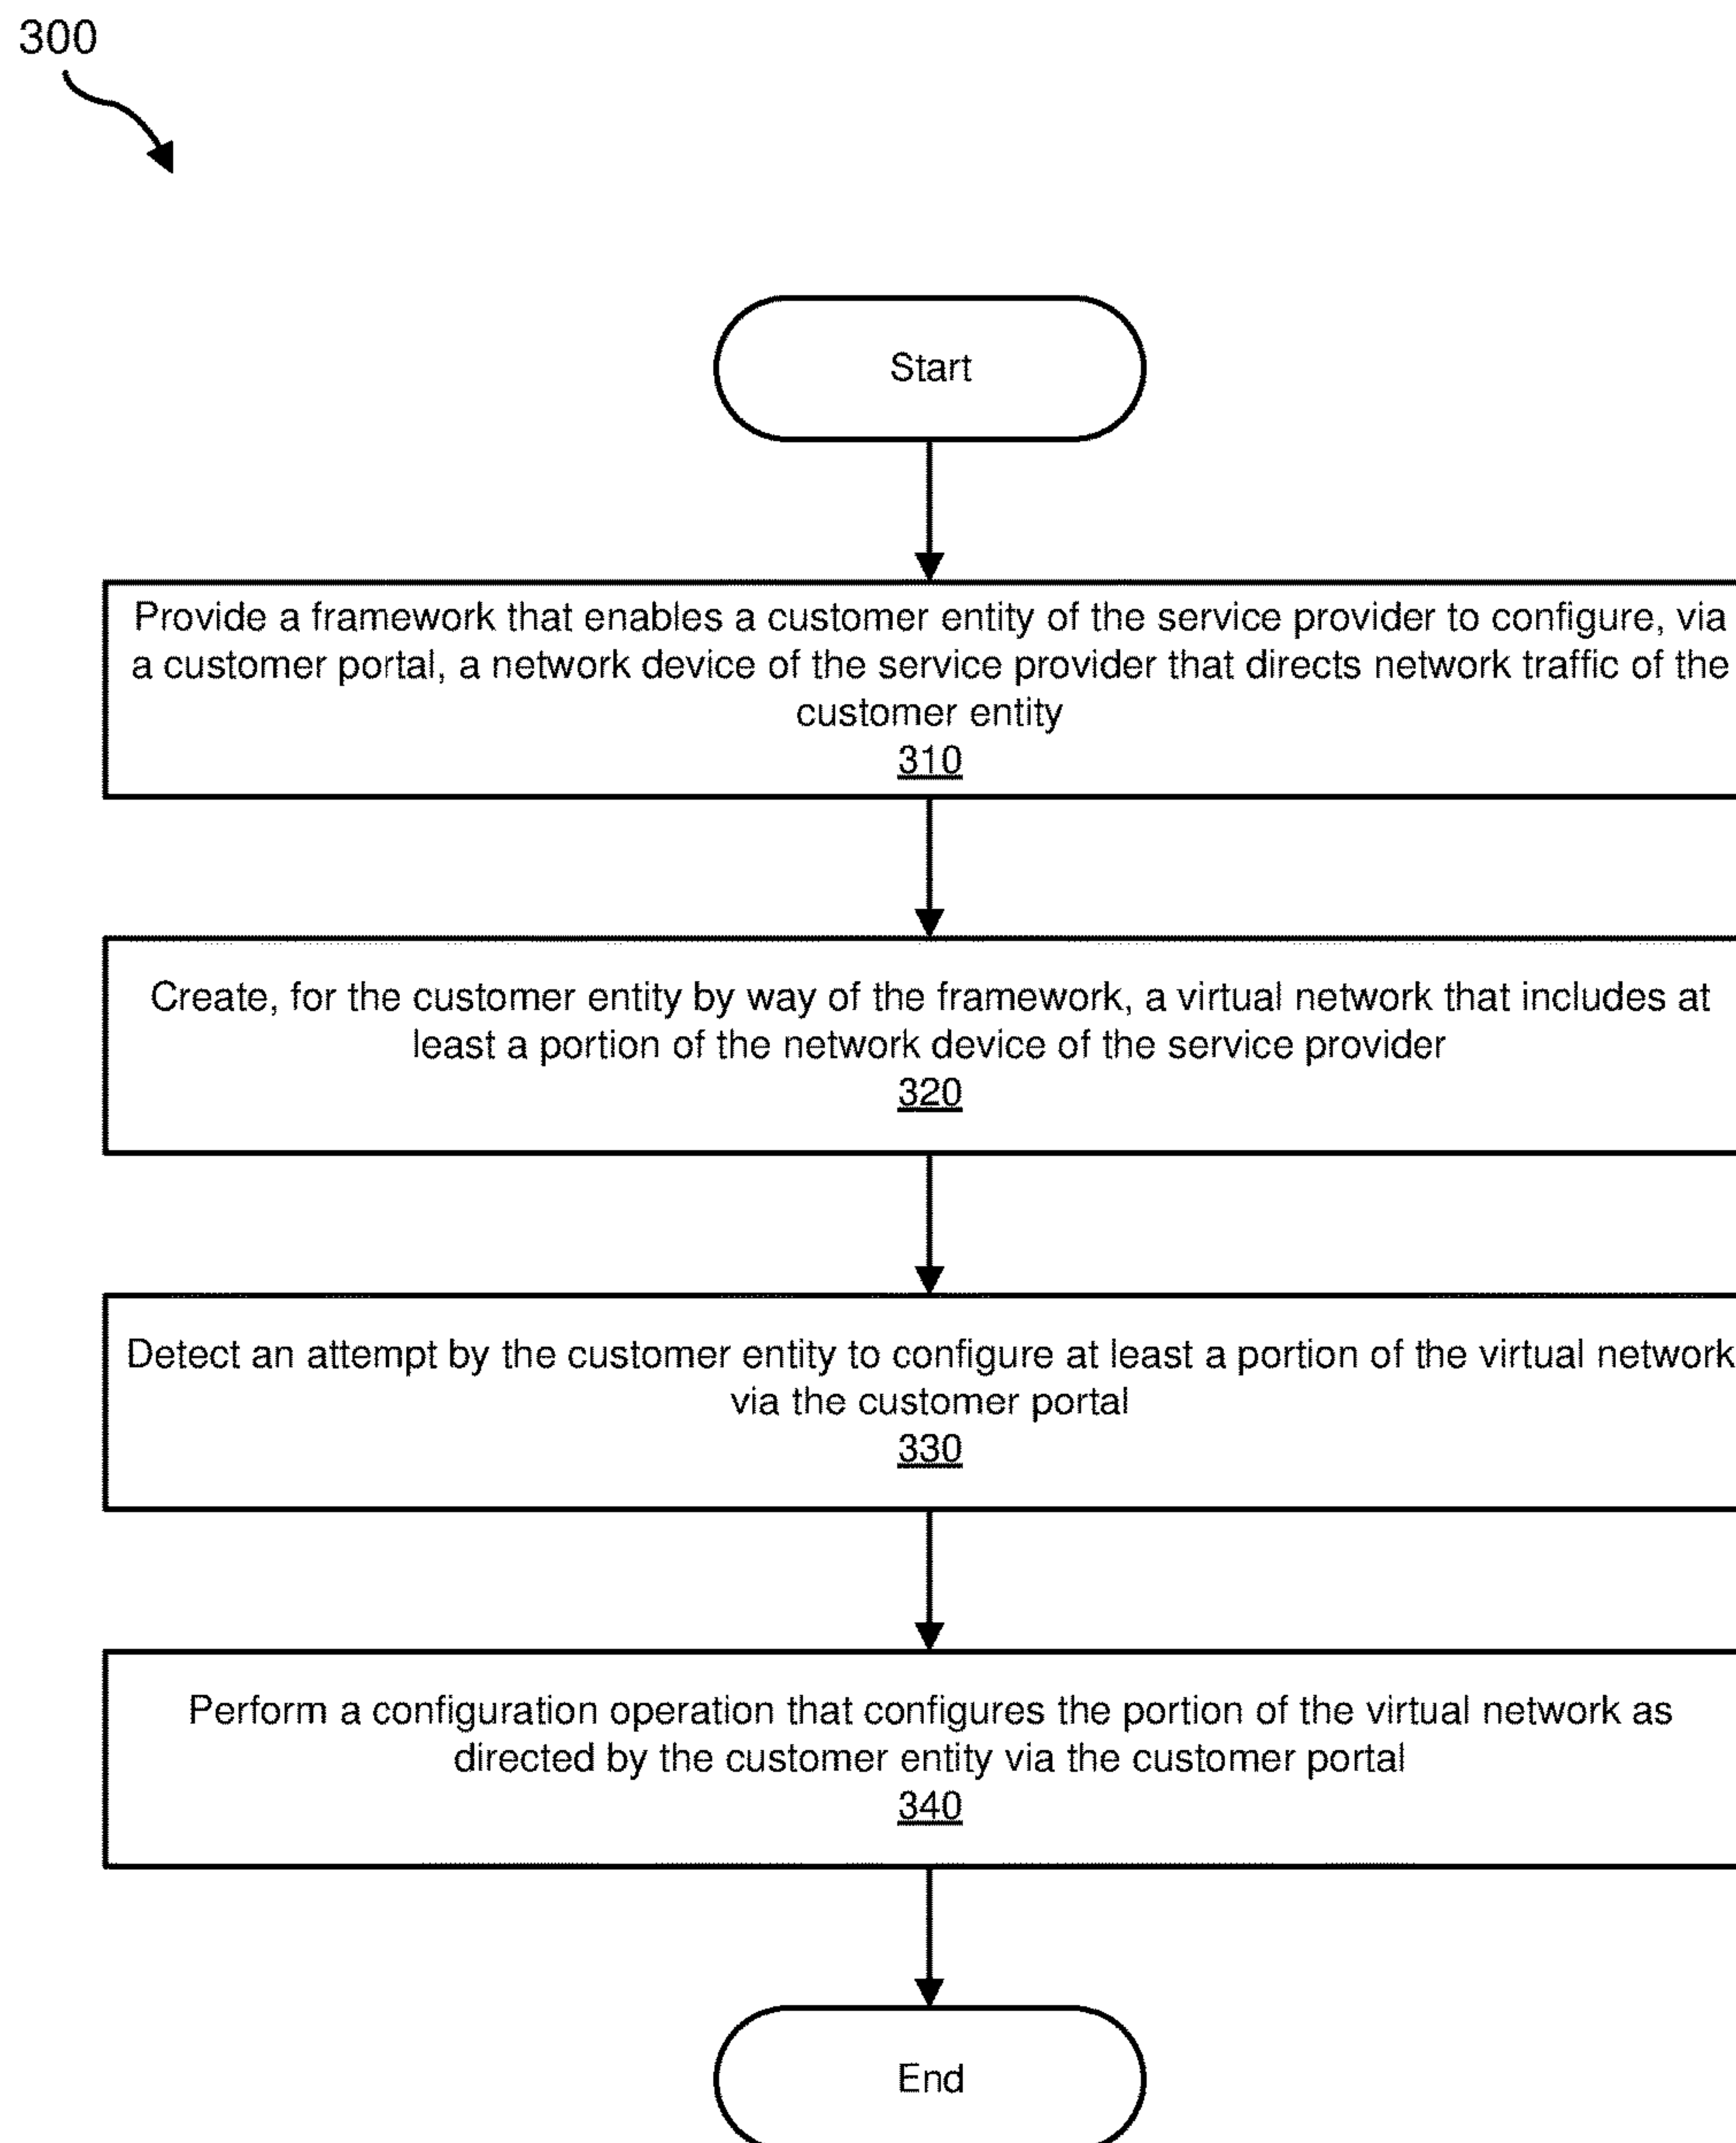 300
Start
Provide a framework that enables a customer entity of the service provider to configure, via
a customer portal, a network device of the service provider that directs network traffic of the
customer entity
310
Create, for the customer entity by way of the framework, a virtual network that includes at
least a portion of the network device of the service provider
320
Detect an attempt by the customer entity to configure at least a portion of the virtual network
via the customer portal
330
Perform a configuration operation that configures the portion of the virtual network as
directed by the customer entity via the customer portal
340
End